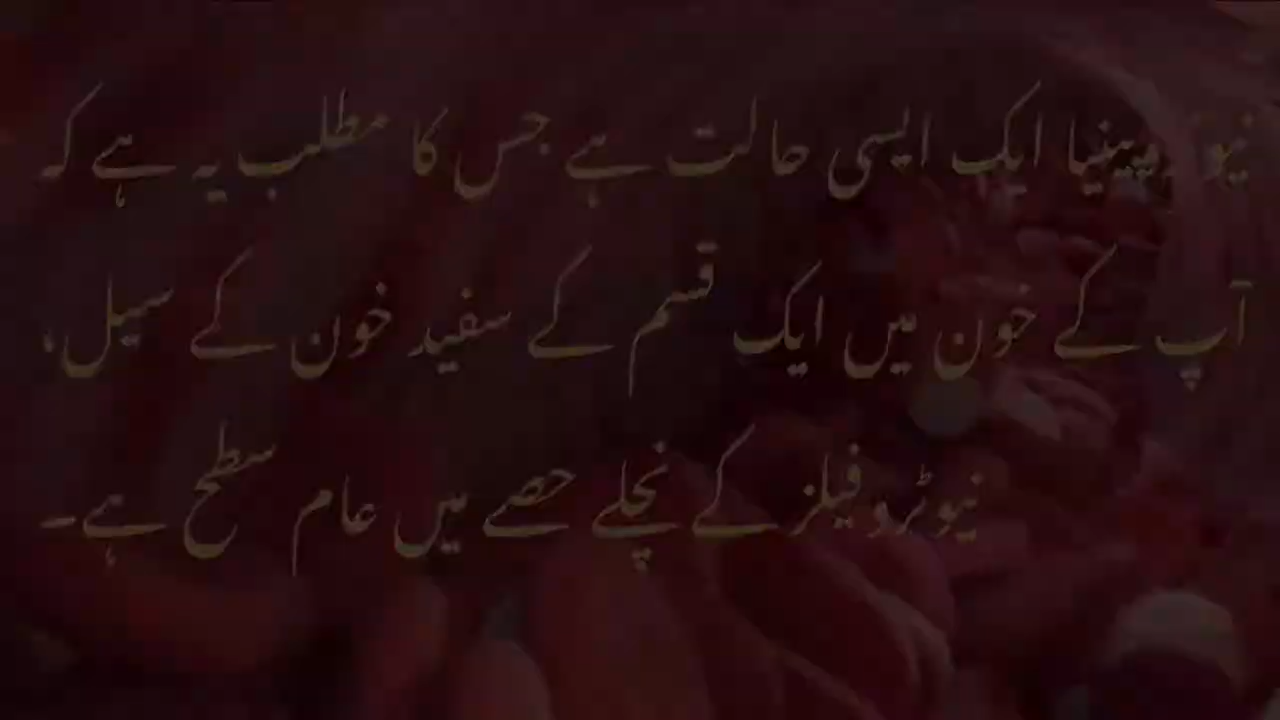 نیوٹروپینیا ایک ایسی حالت ہے جس کا مطلب یہ ہے کہ
آپ کے خون میں ایک قسم کے سفید خون کے سیل،
نیوٹروفیلز کے نچلے حصے میں عام سطح ہے۔